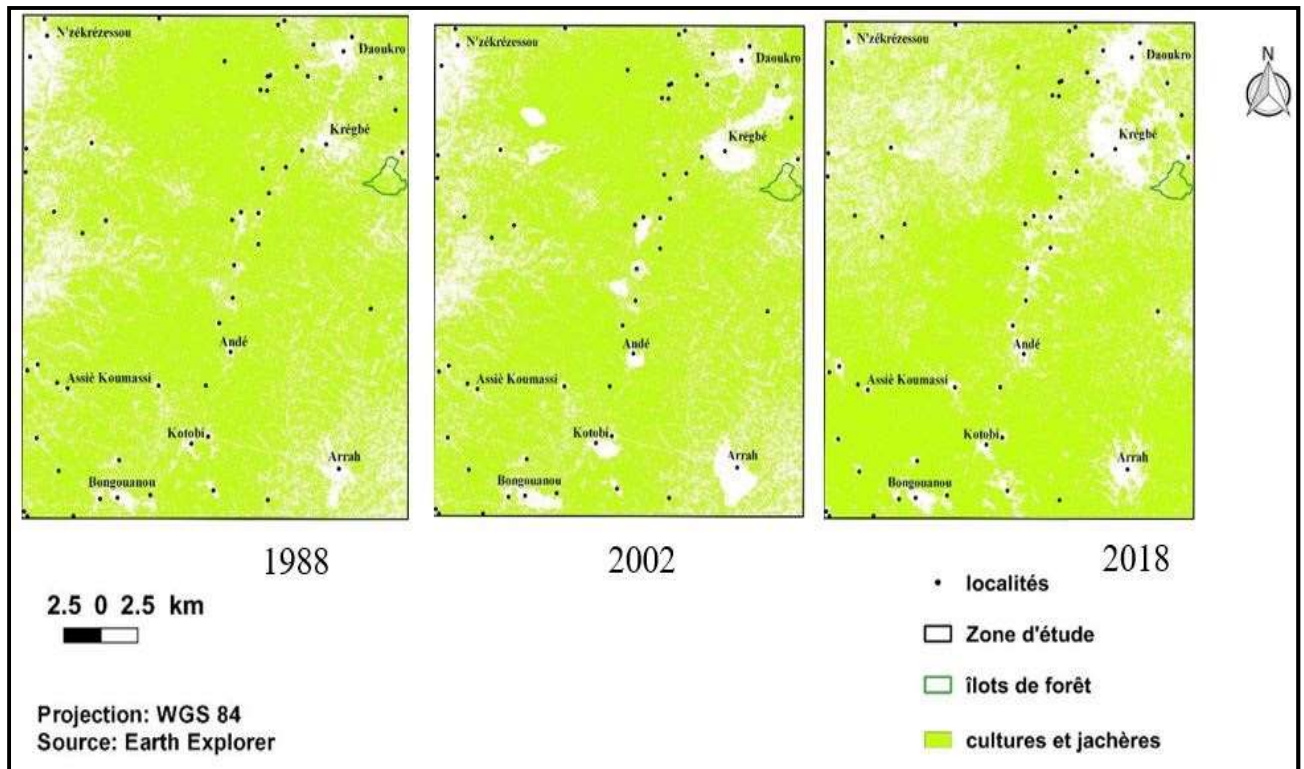 N'zékrézessou
Daoukro
Krégbé
Andé
Assiè Koumassi
Kotobi
Arrah
Bongouanou
1988
N'zékrézessou
Daoukro
Krégbé
Andé
Assiè Koumassi
Kotobi
Arrah
Bongouanou
2002
N'zékrézessou
Daoukro
Krégbé
Andé
Assiè Koumassi
Kotobi
Arrah
Bongouanou
2018
N
2.5 0 2.5 km
Projection: WGS 84
Source: Earth Explorer
localités
Zone d'étude
îlots de forêt
cultures et jachères